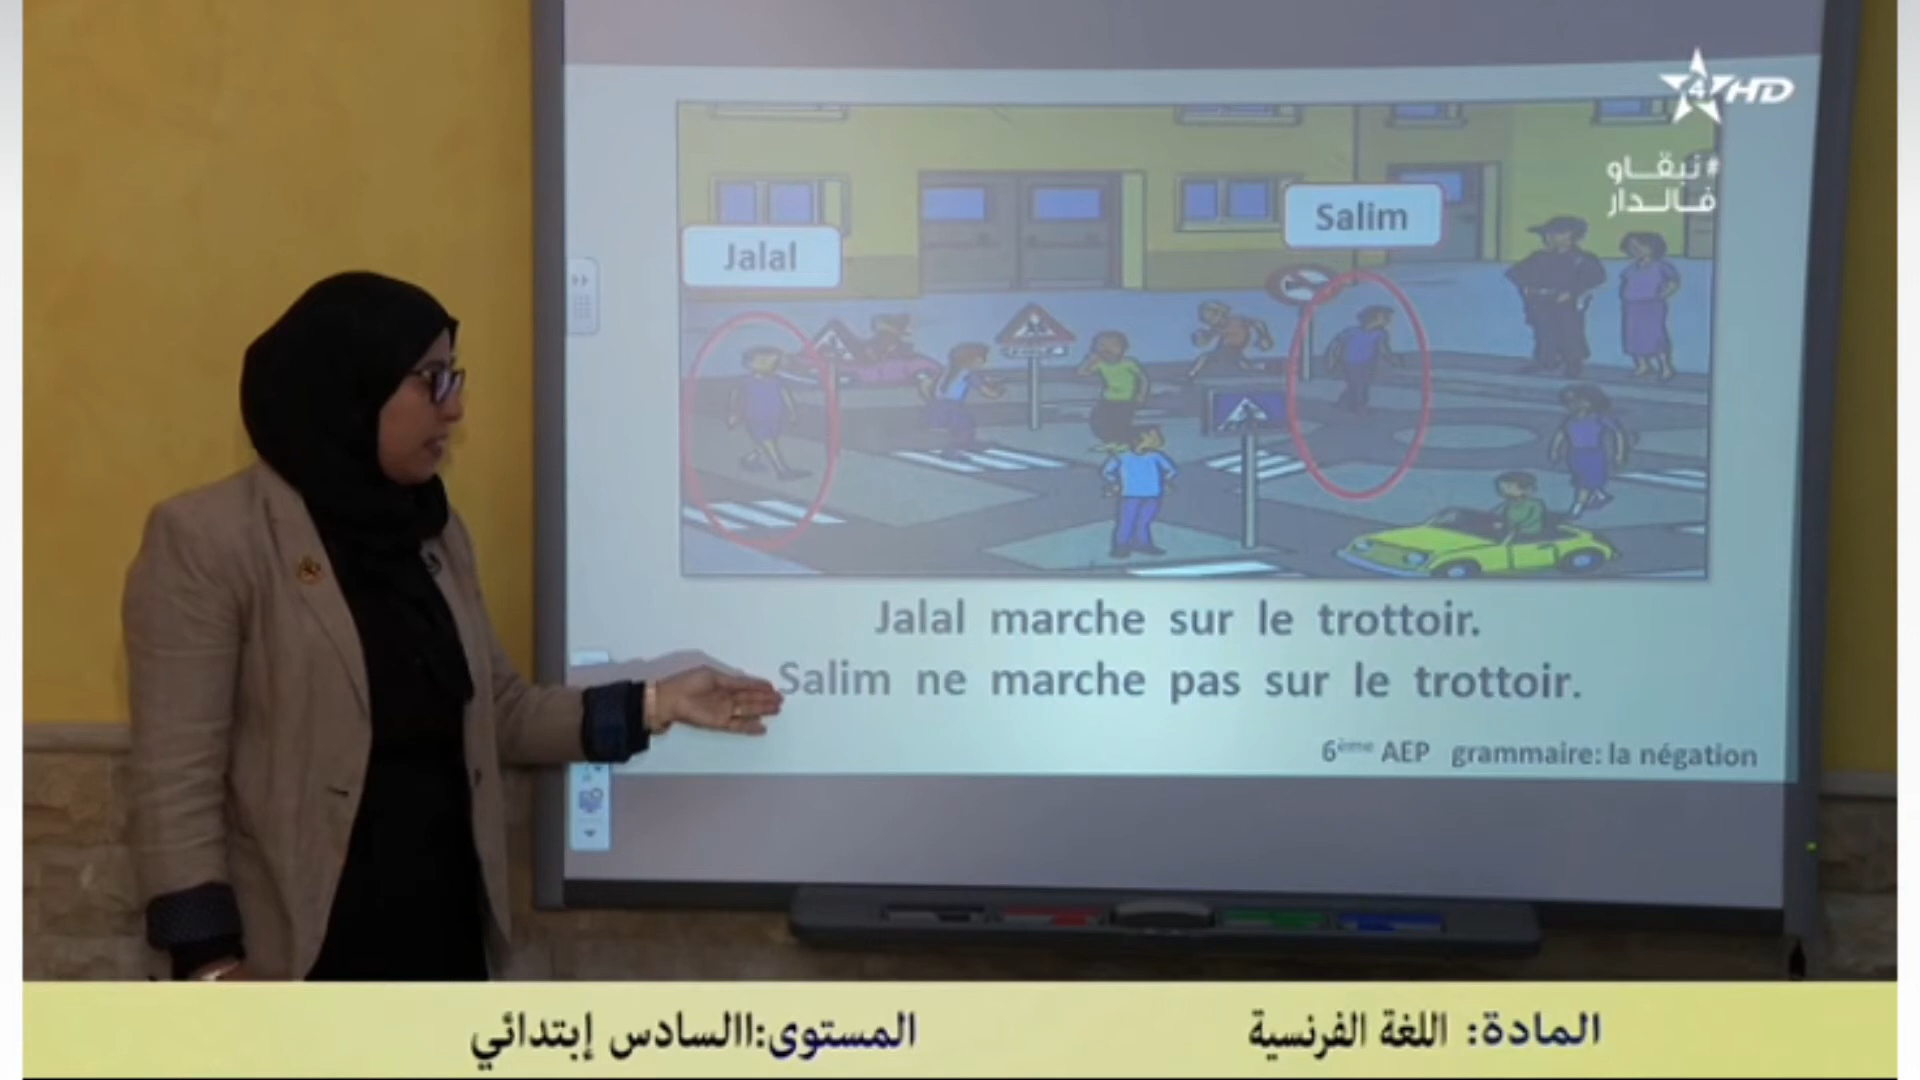 4 HD
#نبقاو
فالدار
Salim
Jalal
Jalal marche sur le trottoir.
Salim ne marche pas sur le trottoir.
6ème AEP grammaire: la négation
المادة: اللغة الفرنسية
المستوى:االسادس إبتدائي